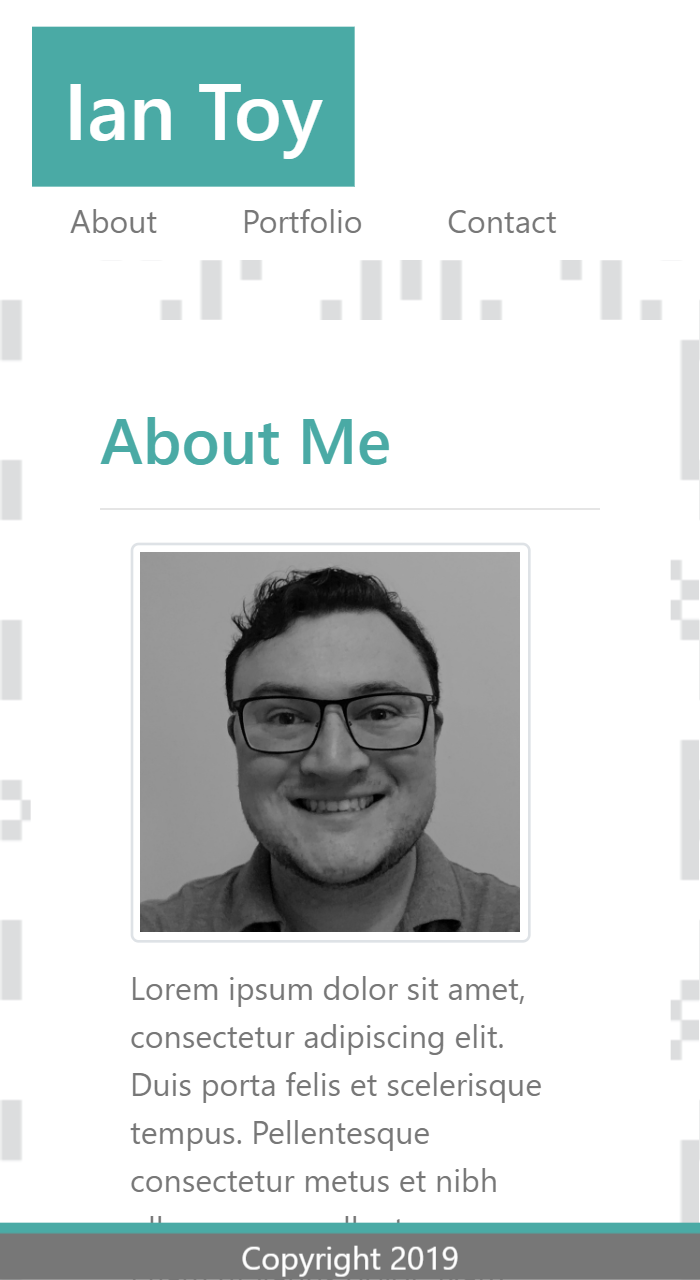 Ian Toy
About Portfolio Contact
About Me
Lorem ipsum dolor sit amet,
consectetur adipiscing elit.
Duis porta felis et scelerisque
tempus. Pellentesque
consectetur metus et nibh
Copyright 2019